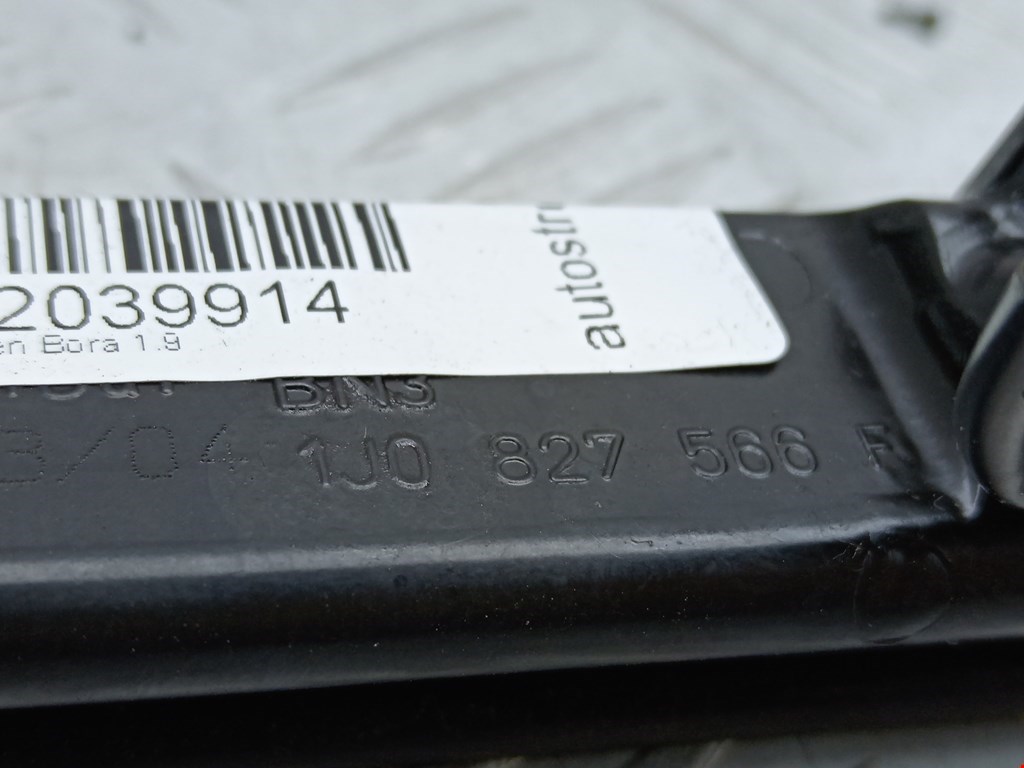 2039914
en Bora 1.9
autostr
BN3
3/04 1J0 827 566 F